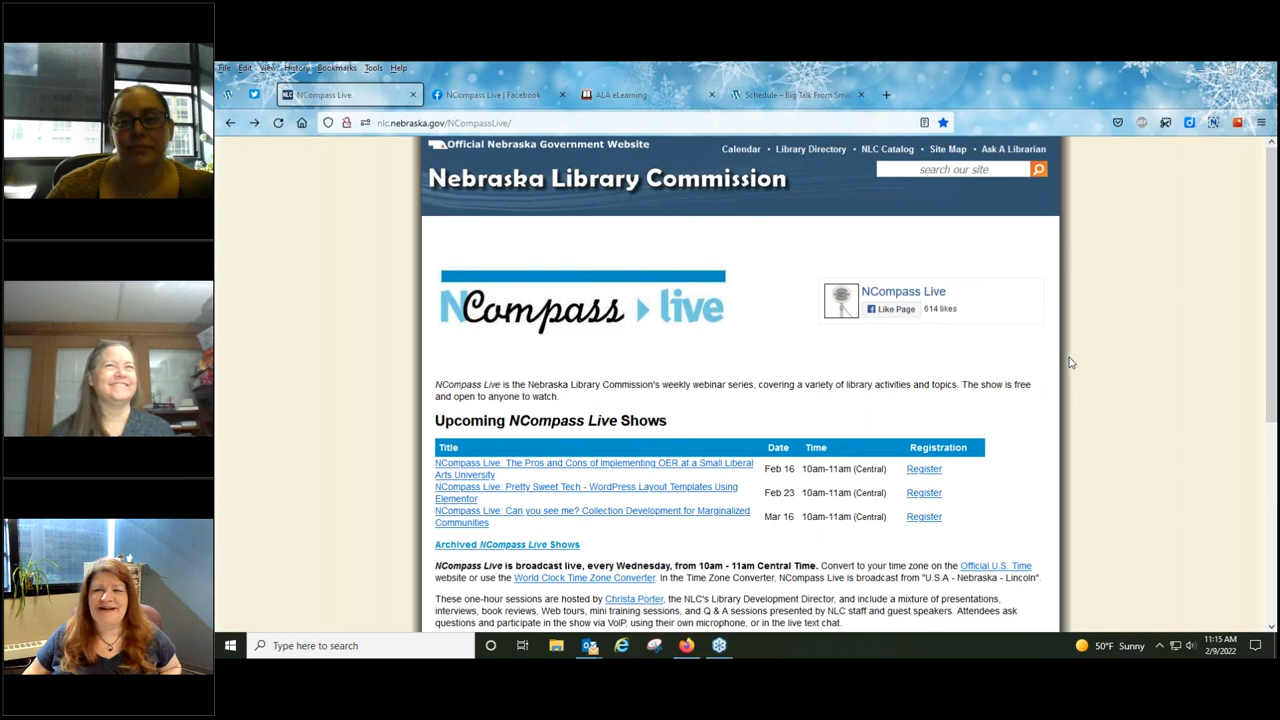 File Edit View History Bookmarks Tools Help
NCompass Live
NCompass Live | Facebook
ALA eLearning
Schedule – Big Talk From Small
nlc.nebraska.gov/NCompassLive/
Official Nebraska Government Website
Calendar • Library Directory • NLC Catalog • Site Map • Ask A Librarian
Nebraska Library Commission
search our site
NCompass live
NCompass Live
Like Page 614 likes
NCompass Live is the Nebraska Library Commission's weekly webinar series, covering a variety of library activities and topics. The show is free
and open to anyone to watch.
Upcoming NCompass Live Shows
Title Date Time Registration
NCompass Live: The Pros and Cons of Implementing OER at a Small Liberal
Arts University
Feb 16 10am-11am (Central) Register
NCompass Live: Pretty Sweet Tech - WordPress Layout Templates Using
Elementor
Feb 23 10am-11am (Central) Register
NCompass Live: Can you see me? Collection Development for Marginalized
Communities
Mar 16 10am-11am (Central) Register
Archived NCompass Live Shows
NCompass Live is broadcast live, every Wednesday, from 10am - 11am Central Time. Convert to your time zone on the Official U.S. Time
website or use the World Clock Time Zone Converter. In the Time Zone Converter, NCompass Live is broadcast from "U.S.A - Nebraska - Lincoln".
These one-hour sessions are hosted by Christa Porter, the NLC's Library Development Director, and include a mixture of presentations,
interviews, book reviews, Web tours, mini training sessions, and Q & A sessions presented by NLC staff and guest speakers. Attendees ask
questions and participate in the show via VoIP, using their own microphone, or in the live text chat.
Type here to search
50°F Sunny
11:15 AM
2/9/2022